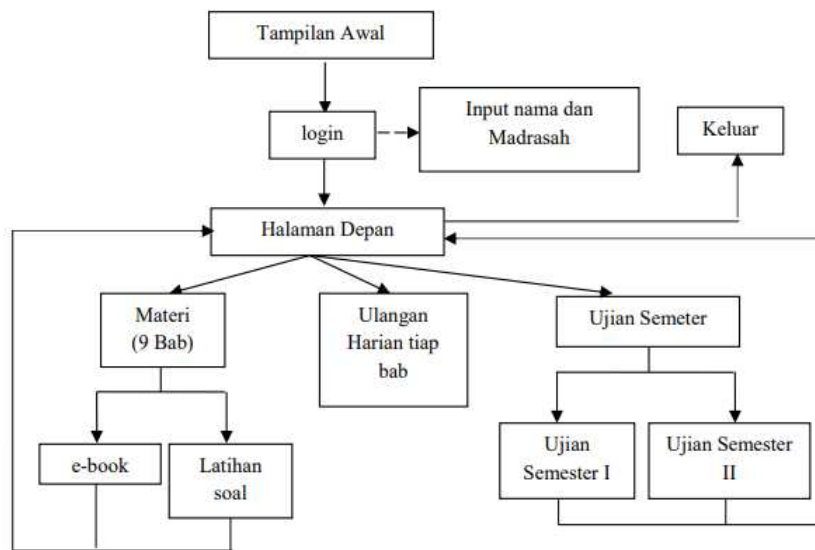 Tampilan Awal
login
Input nama dan
Madrasah
Keluar
Halaman Depan
Materi
(9 Bab)
Ulangan
Harian tiap
bab
Ujian Semeter
e-book
Latihan
soal
Ujian
Semester I
Ujian Semester
II